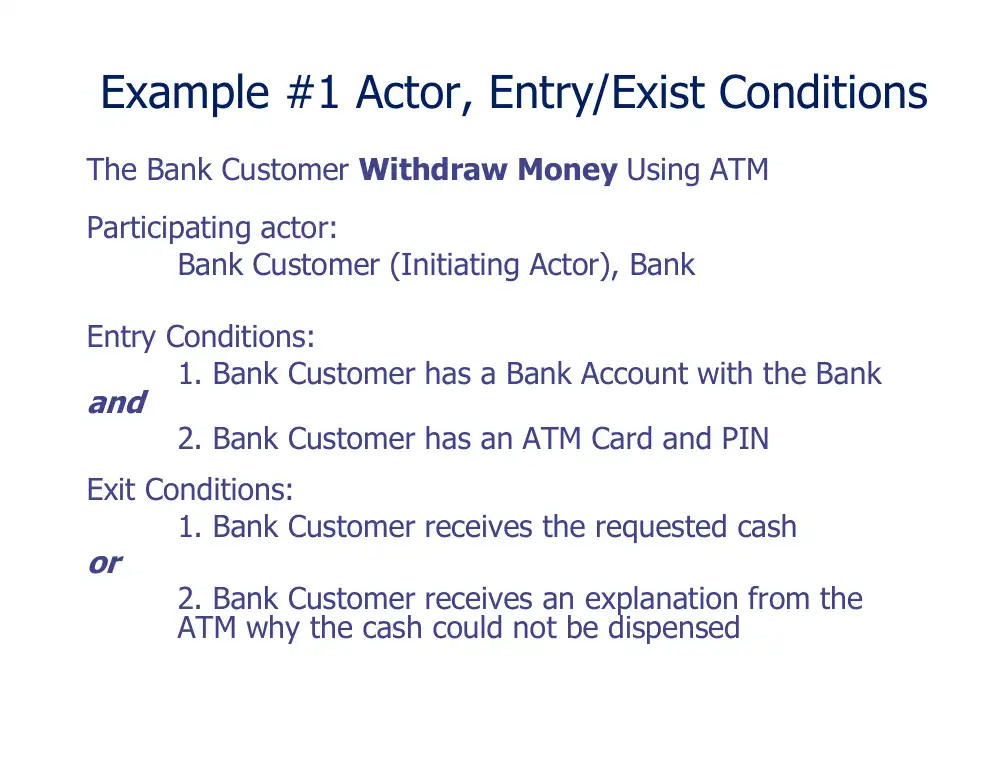 Example #1 Actor, Entry/Exist Conditions
The Bank Customer Withdraw Money Using ATM
Participating actor:
Bank Customer (Initiating Actor), Bank
Entry Conditions:
1. Bank Customer has a Bank Account with the Bank
and
2. Bank Customer has an ATM Card and PIN
Exit Conditions:
1. Bank Customer receives the requested cash
or
2. Bank Customer receives an explanation from the
ATM why the cash could not be dispensed